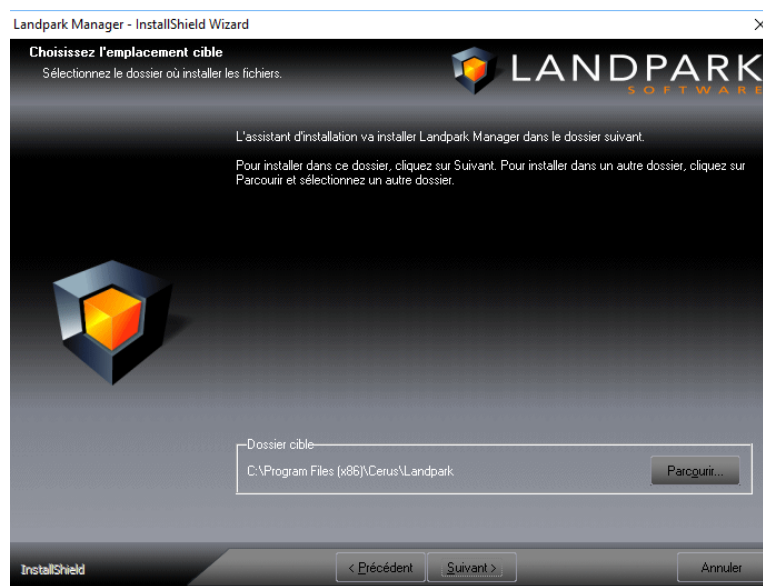 Landpark Manager - InstallShield Wizard
Choisissez l'emplacement cible
Sélectionnez le dossier où installer les fichiers.
LANDPARK
SOFTWARE
L'assistant d'installation va installer Landpark Manager dans le dossier suivant.
Pour installer dans ce dossier, cliquez sur Suivant. Pour installer dans un autre dossier, cliquez sur
Parcourir et sélectionnez un autre dossier.
Dossier cible
C:\Program Files (x86)\Cerus\Landpark
Parcourir...
InstallShield
< Précédent
Suivant >
Annuler